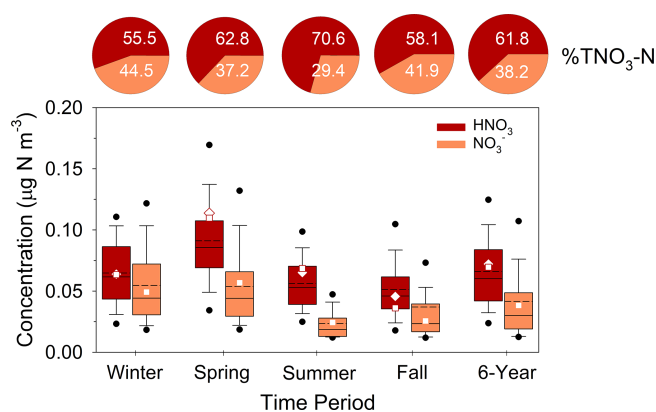 55.5 62.8 70.6 58.1 61.8
%TNO₃-N
44.5 37.2 29.4 41.9 38.2
0.20
HNO₃
NO₃⁻
0.15
0.10
0.05
0.00
Concentration (µg N m⁻³)
Winter Spring Summer Fall 6-Year
Time Period